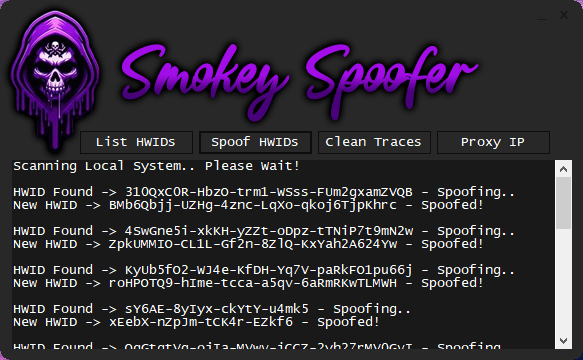 Smokey Spoofer
List HWIDs
Spoof HWIDs
Clean Traces
Proxy IP
Scanning Local System.. Please Wait!
HWID Found -> 31OQxC0R-HbzO-trm1-WSss-FUm2gxamZVQB - Spoofing..
New HWID -> BMb6Qbjj-UZHg-4znc-LqXo-qkoj6TjpKhrc - Spoofed!
HWID Found -> 4SwGne5i-xkKH-yZZt-oDpz-tTNiP7t9mN2w - Spoofing..
New HWID -> ZpkUMMIO-CL1L-Gf2n-8ZlQ-KxYah2A624Yw - Spoofed!
HWID Found -> KyUb5fO2-WJ4e-KfDH-Yq7V-paRkFO1pu66j - Spoofing..
New HWID -> roHPOTQ9-hIme-tcca-a5qv-6aRmRKwTLMWH - Spoofed!
HWID Found -> sY6AE-8yIyx-ckYtY-u4mk5 - Spoofing..
New HWID -> xEebX-nZpJm-tCK4r-EZkf6 - Spoofed!
HWID Found -> - Spoofing